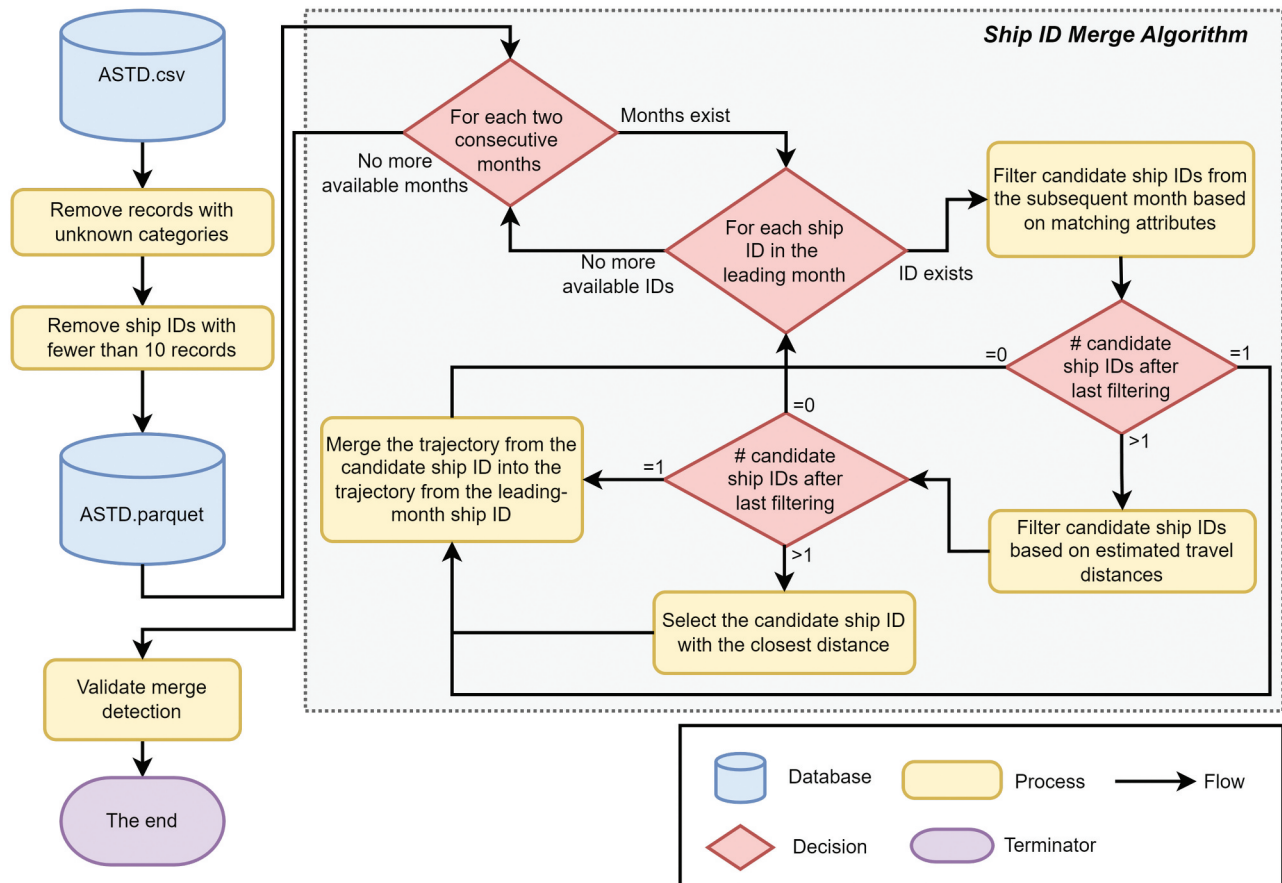 ASTD.csv
Remove records with
unknown categories
Remove ship IDs with
fewer than 10 records
ASTD.parquet
Validate merge
detection
The end
Ship ID Merge Algorithm
For each two
consecutive
months
Months exist
No more
available months
For each ship
ID in the
leading month
No more
available IDs
ID exists
Filter candidate ship IDs from
the subsequent month based
on matching attributes
# candidate
ship IDs after
last filtering
=0
=1
>1
Filter candidate ship IDs
based on estimated travel
distances
# candidate
ship IDs after
last filtering
=0
=1
>1
Merge the trajectory from the
candidate ship ID into the
trajectory from the leading-
month ship ID
Select the candidate ship ID
with the closest distance
Database
Process
Flow
Decision
Terminator